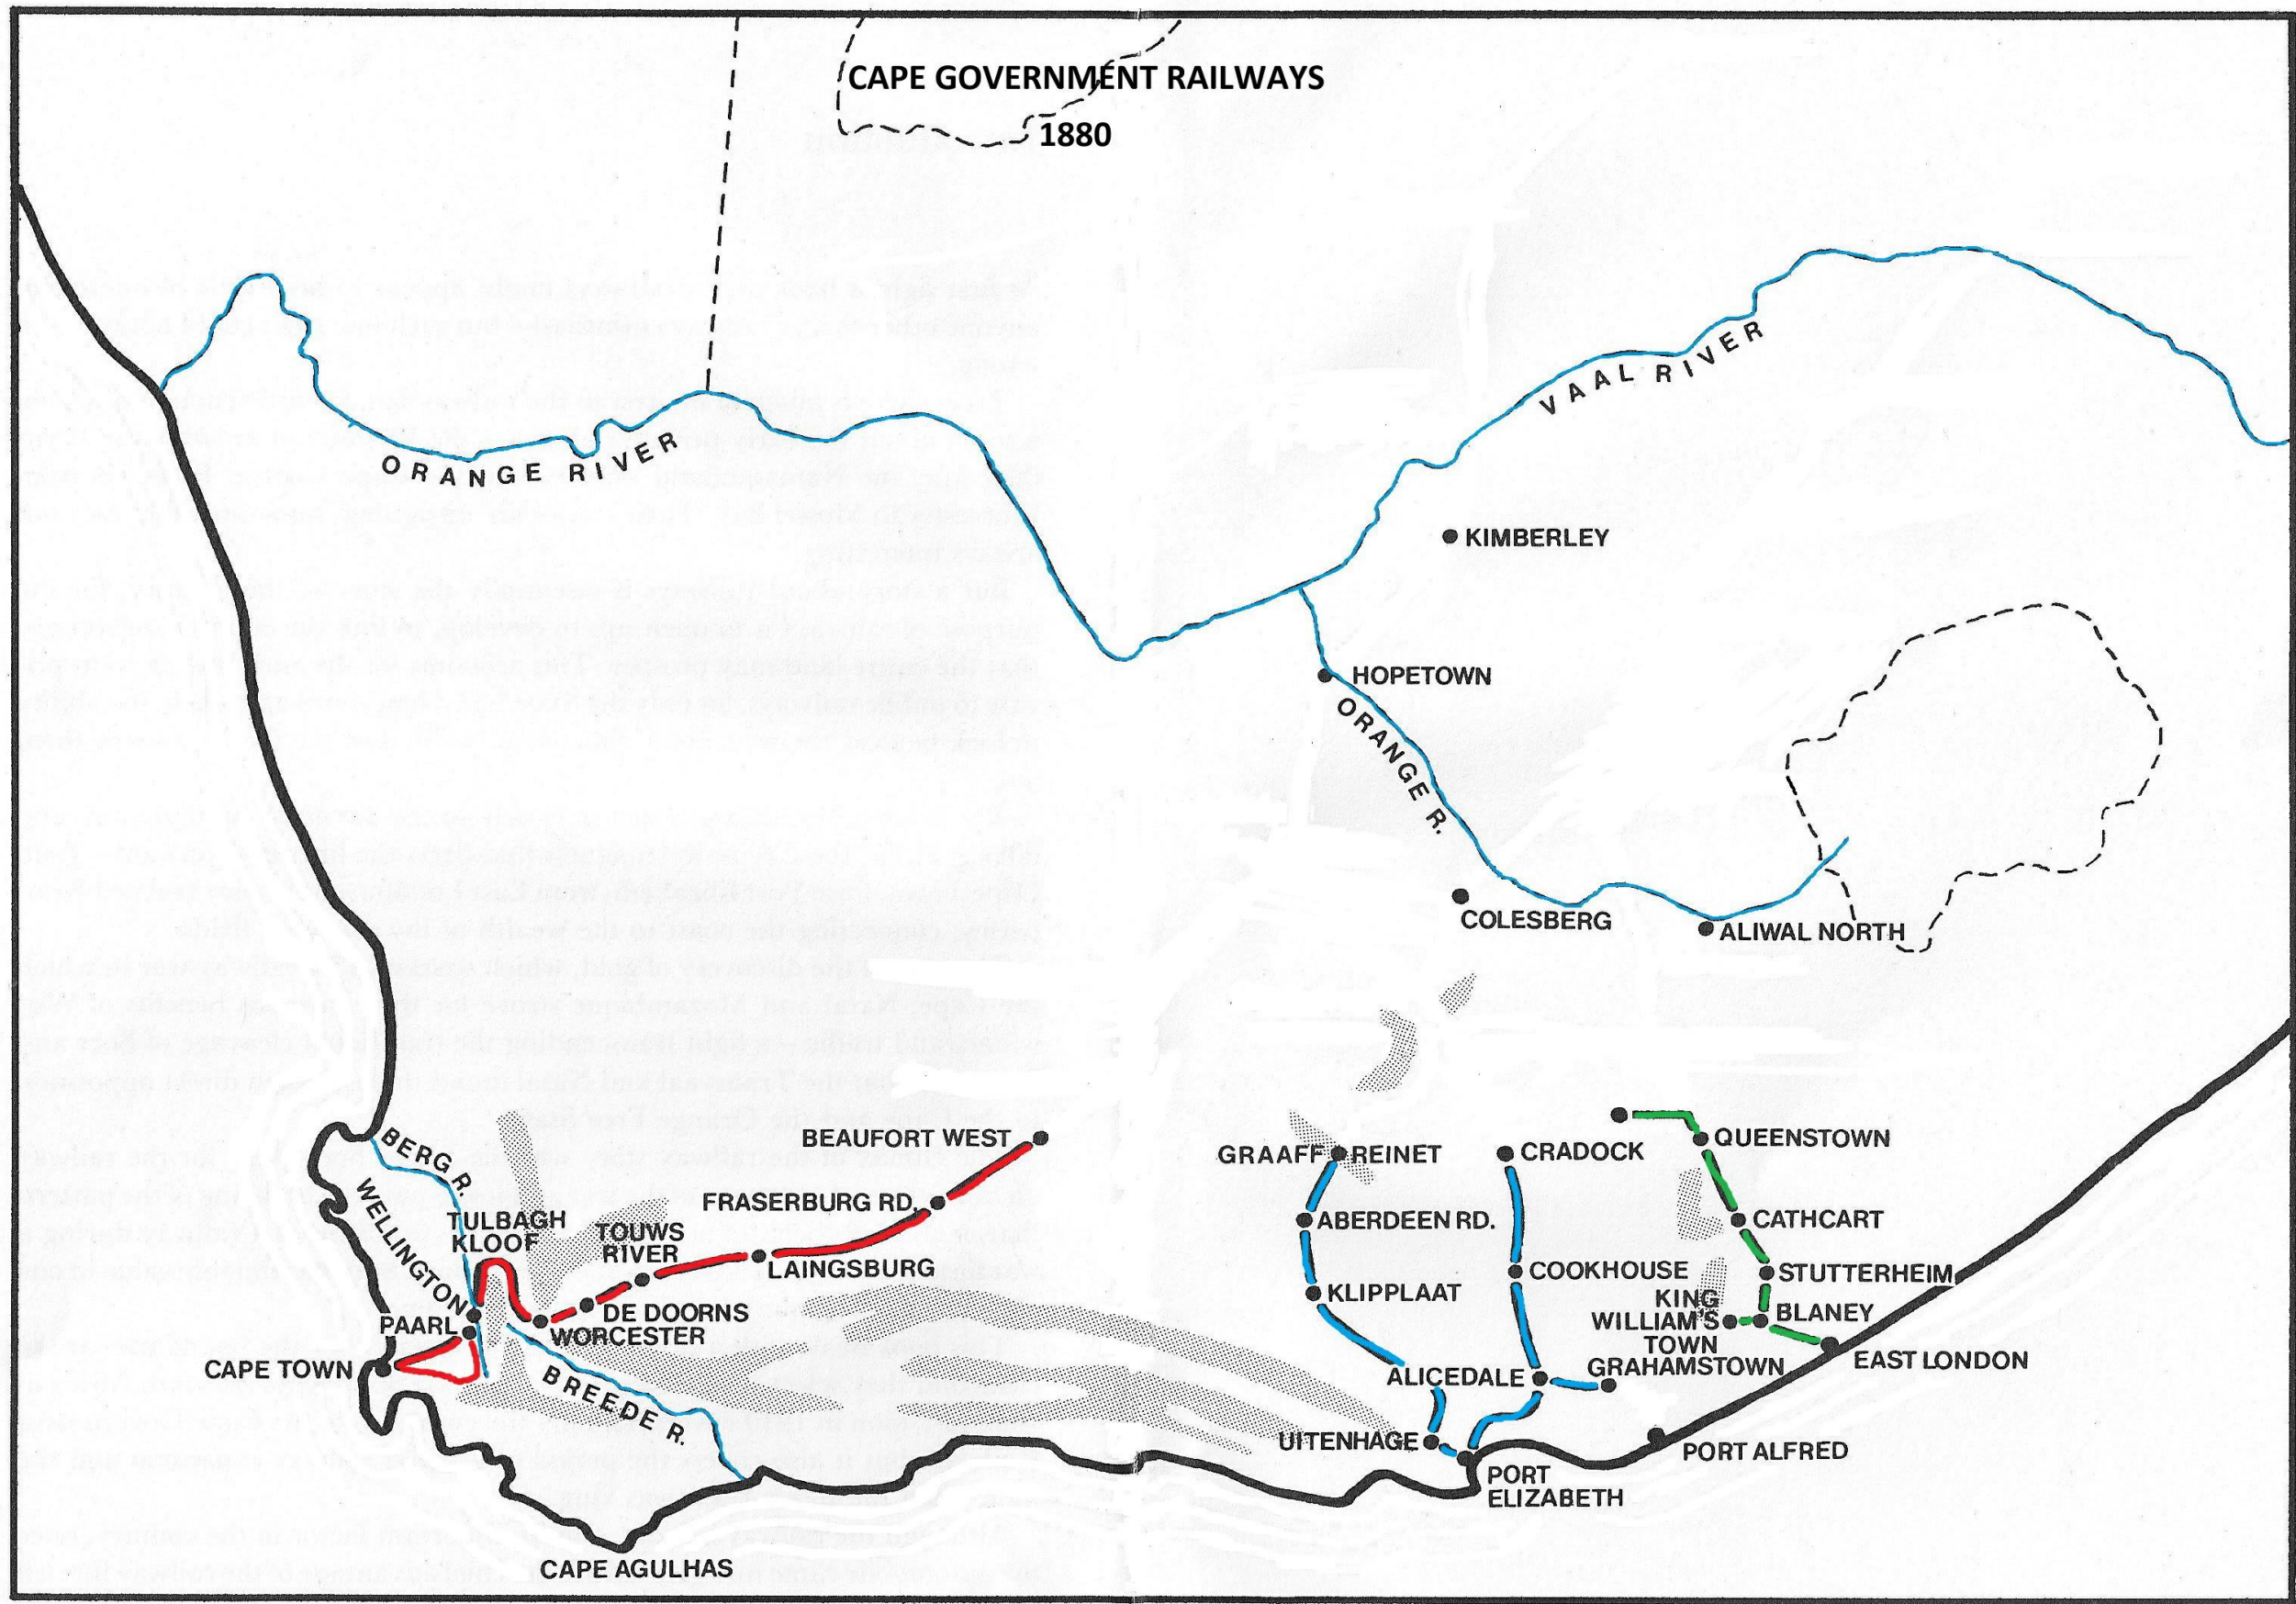 CAPE GOVERNMENT RAILWAYS
1880
ORANGE RIVER
VAAL RIVER
KIMBERLEY
HOPETOWN
ORANGE R.
COLESBERG
ALIWAL NORTH
BERG R.
WELLINGTON
TULBAGH
KLOOF
TOUWS
RIVER
BEAUFORT WEST
FRASERBURG RD.
LAINGSBURG
DE DOORNS
WORCESTER
PAARL
CAPE TOWN
BREEDE R.
CAPE AGULHAS
GRAAFF REINET
ABERDEEN RD.
KLIPPLAAT
CRADOCK
COOKHOUSE
ALICEDALE
GRAHAMSTOWN
UITENHAGE
PORT
ELIZABETH
PORT ALFRED
QUEENSTOWN
CATHCART
STUTTERHEIM
KING
WILLIAM'S
TOWN
BLANEY
EAST LONDON